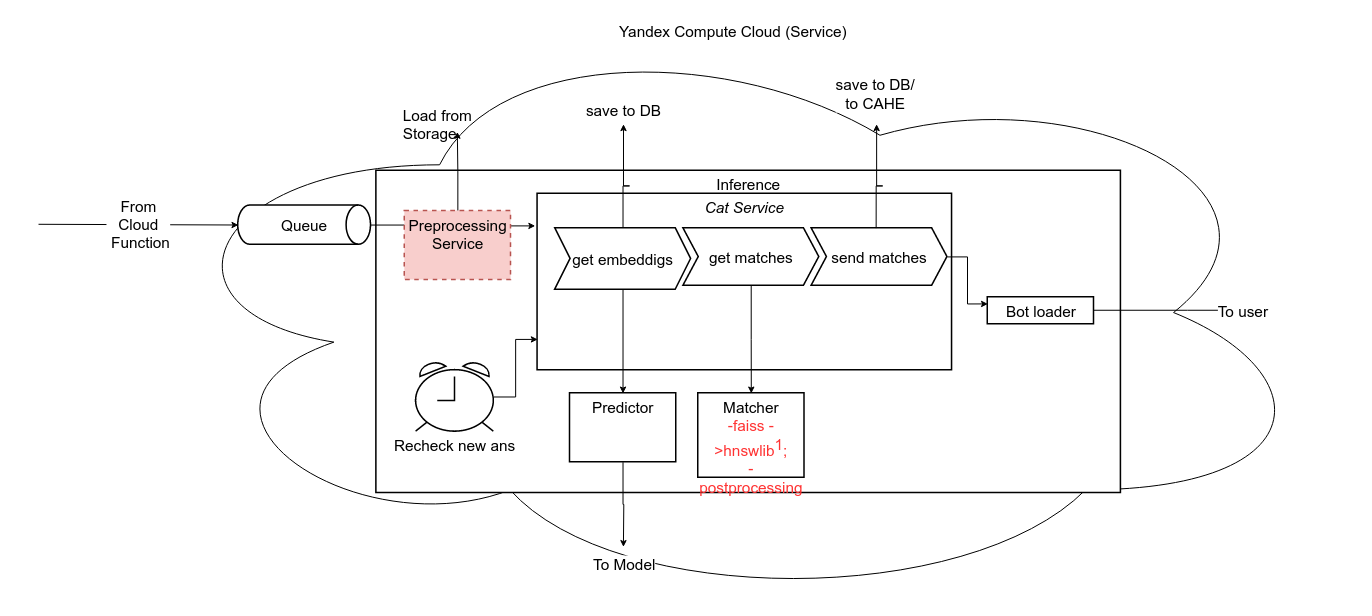 Yandex Compute Cloud (Service)
save to DB/
to CAHE
save to DB
Load from
Storage
Inference
Cat Service
From
Cloud
Function
Queue
Preprocessing
Service
get embeddigs
get matches
send matches
Bot loader
To user
Recheck new ans
Predictor
Matcher
-faiss -
>hnswlib1;
-
postprocessing
To Model